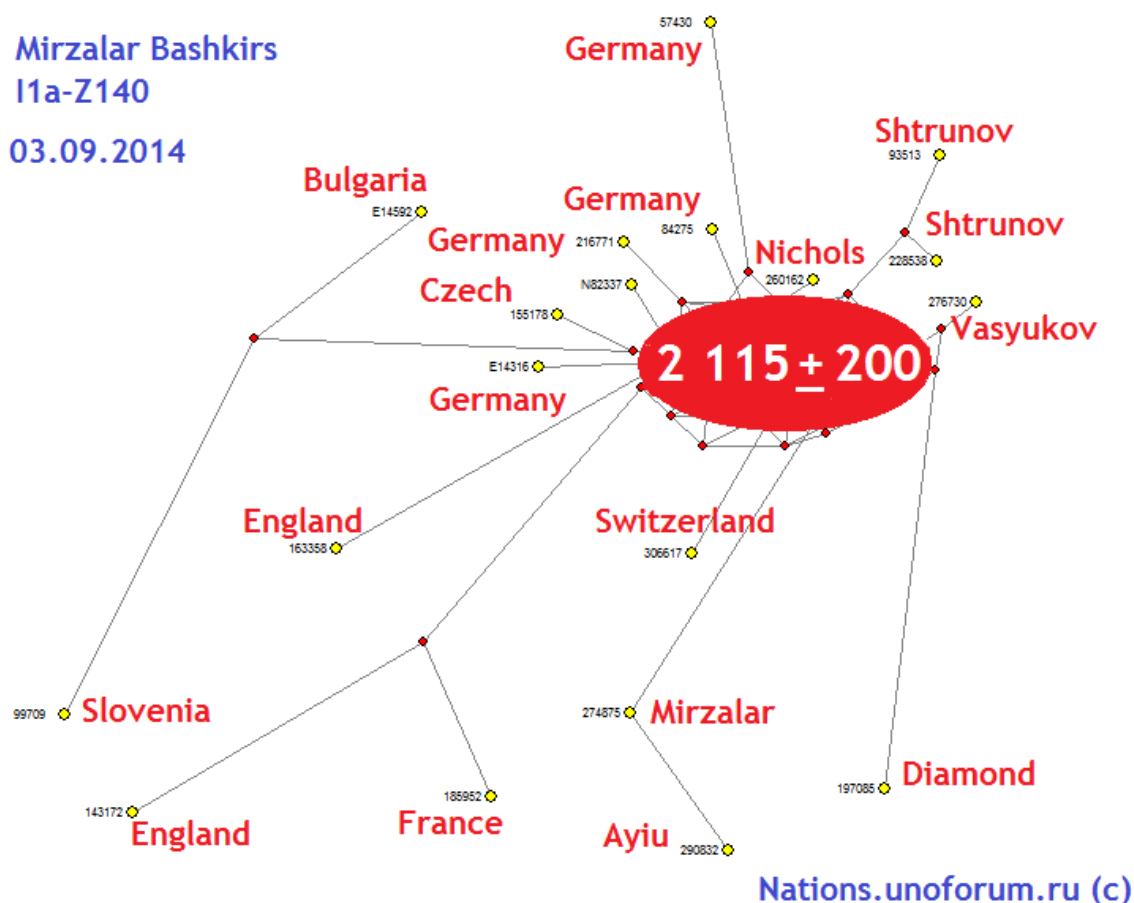 Mirzalar Bashkirs
I1a-Z140
03.09.2014
57430
Germany
Shtrunov
93513
Bulgaria
E14592
Germany
84275
Germany
216771
Shtrunov
228538
Nichols
260162
N82337
Czech
155178
276730
Vasyukov
2 115 ± 200
E14316
Germany
England
163358
Switzerland
306617
99709
Slovenia
274875
Mirzalar
197085
Diamond
143172
England
185952
France
Ayiu
290832
Nations.unoforum.ru (c)